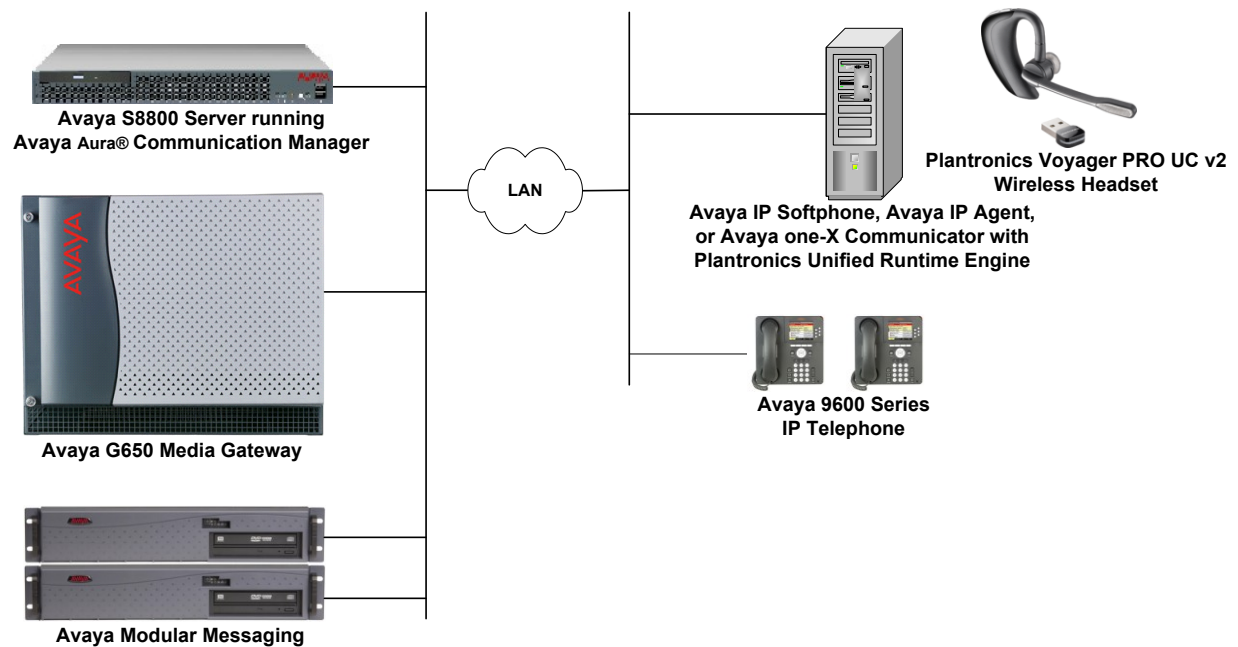 AVAYA
Avaya S8800 Server running
Avaya Aura® Communication Manager
AVAYA
Avaya G650 Media Gateway
Avaya Modular Messaging
LAN
Plantronics Voyager PRO UC v2
Wireless Headset
Avaya IP Softphone, Avaya IP Agent,
or Avaya one-X Communicator with
Plantronics Unified Runtime Engine
Avaya 9600 Series
IP Telephone